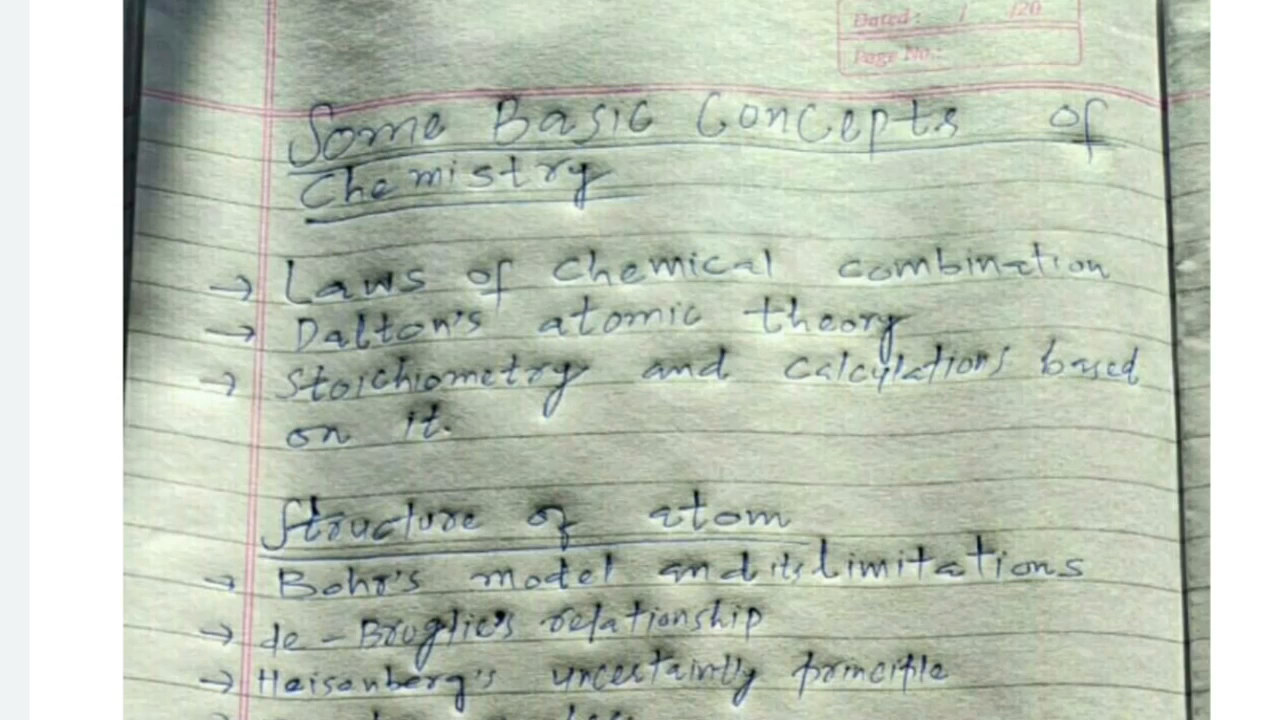 Dated: / /20
Page No.:
Some Basic Concepts of
Chemistry
→ Laws of Chemical combination
→ Dalton's atomic theory
→ Stoichiometry and calculations based
on it.
Structure of atom
→ Bohr's model and its limitations
→ de-Broglie's relationship
→ Heisenberg's uncertaintly principle